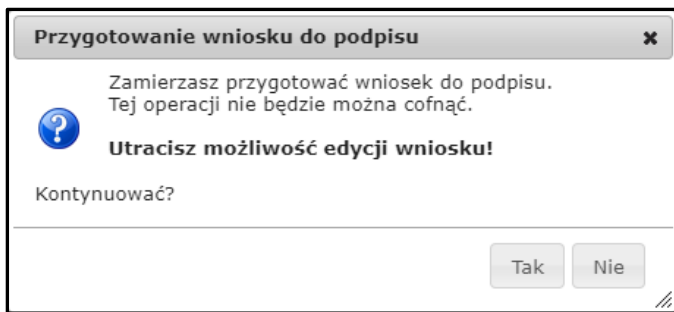 Przygotowanie wniosku do podpisu
Zamierzasz przygotować wniosek do podpisu.
Tej operacji nie będzie można cofnąć.
Utracisz możliwość edycji wniosku!
Kontynuować?
Tak Nie